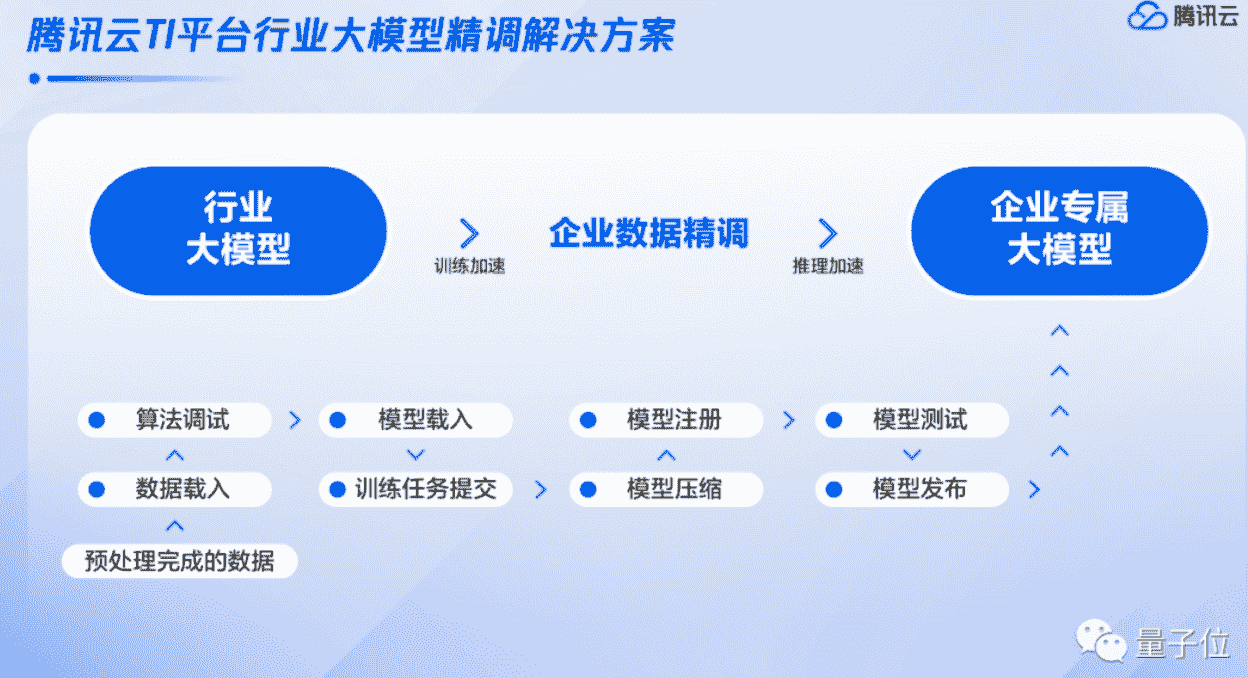 腾讯云TI平台行业大模型精调解决方案
腾讯云
行业
大模型
训练加速
企业数据精调
推理加速
企业专属
大模型
算法调试
模型载入
模型注册
模型测试
数据载入
训练任务提交
模型压缩
模型发布
预处理完成的数据
量子位